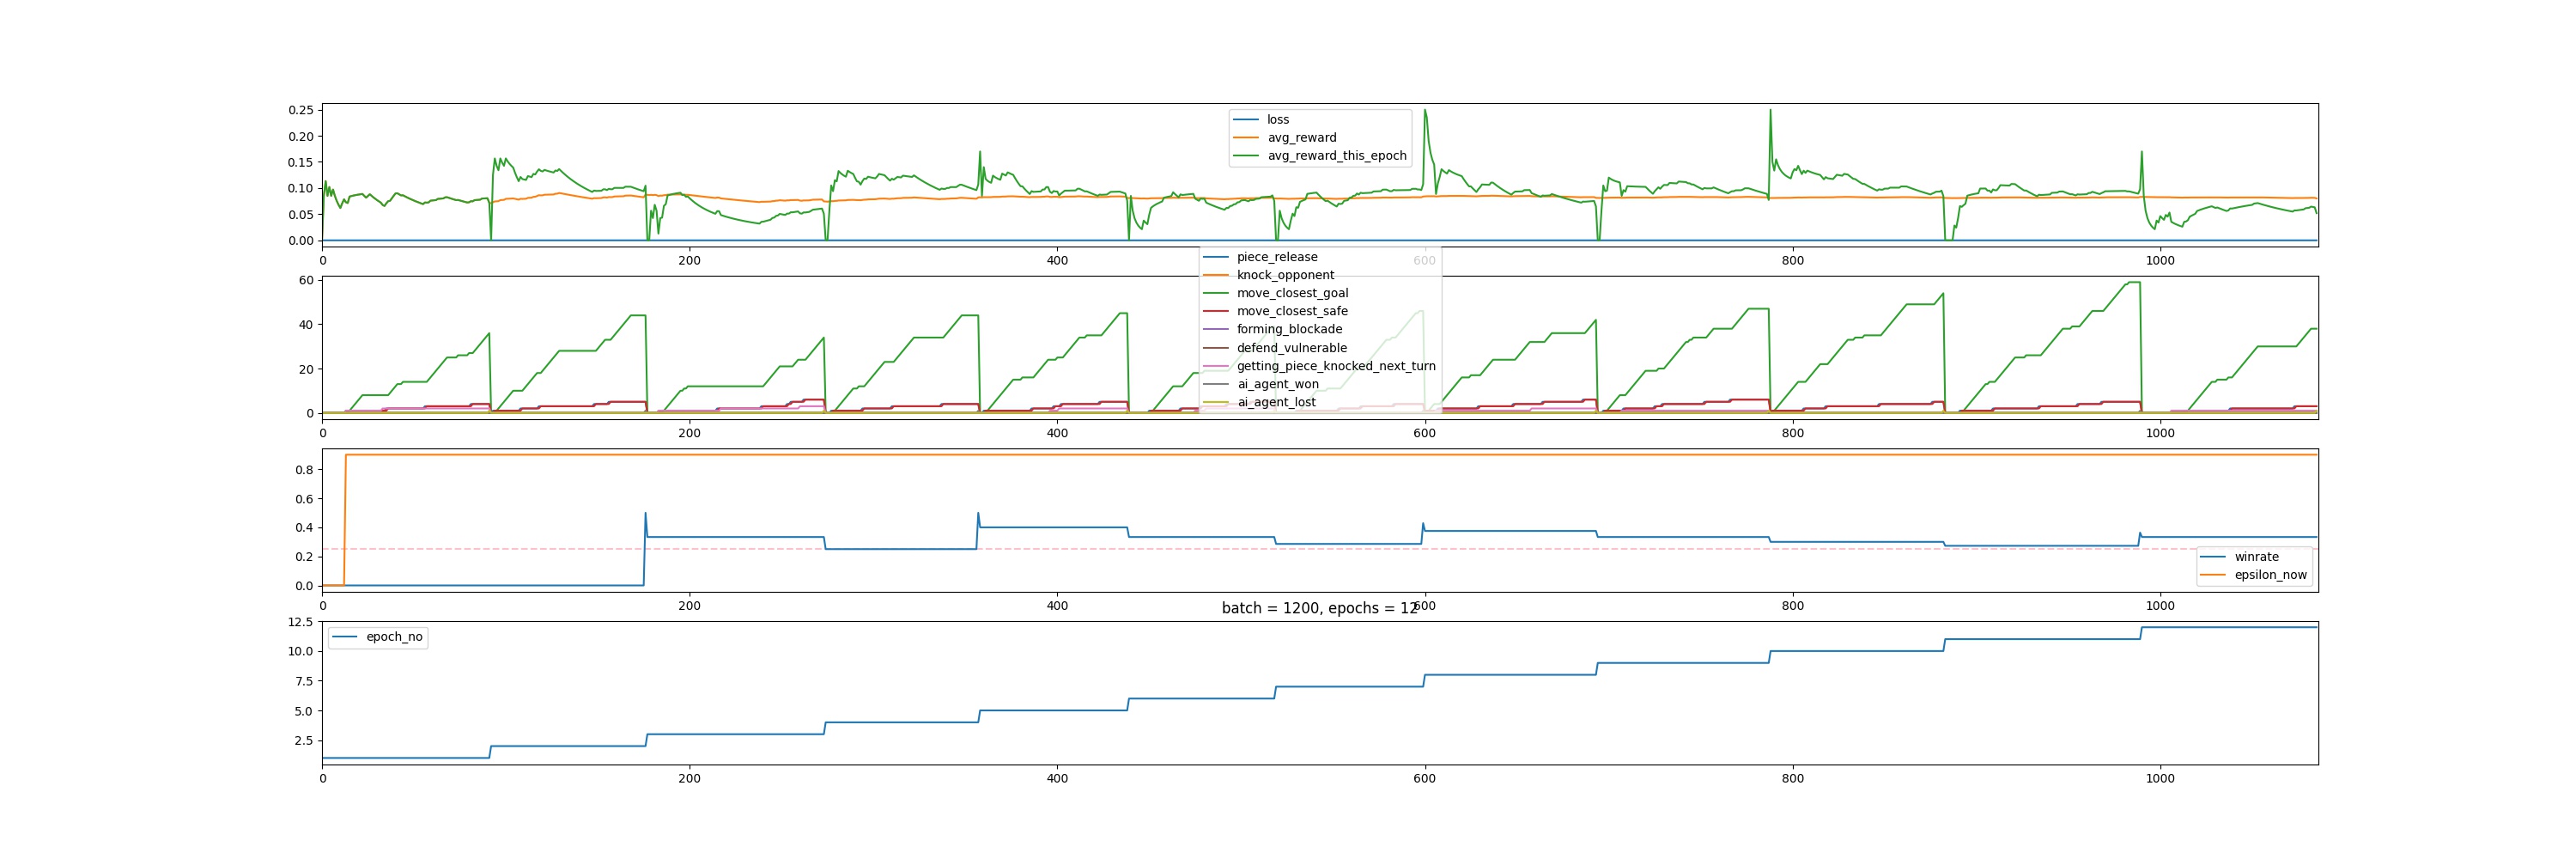 0.25
0.20
0.15
0.10
0.05
0.00
loss
avg_reward
avg_reward_this_epoch
0 200 400 600 800 1000
60
40
20
0
piece_release
knock_opponent
move_closest_goal
move_closest_safe
forming_blockade
defend_vulnerable
getting_piece_knocked_next_turn
ai_agent_won
ai_agent_lost
0 200 400 600 800 1000
0.8
0.6
0.4
0.2
0.0
winrate
epsilon_now
0 200 400 600 800 1000
batch = 1200, epochs = 12
12.5
10.0
7.5
5.0
2.5
epoch_no
0 200 400 600 800 1000